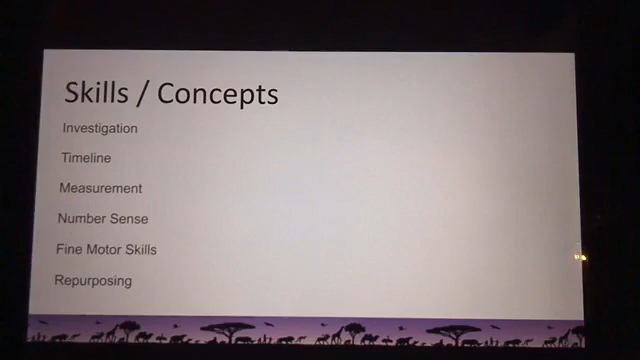 Skills / Concepts
Investigation
Timeline
Measurement
Number Sense
Fine Motor Skills
Repurposing